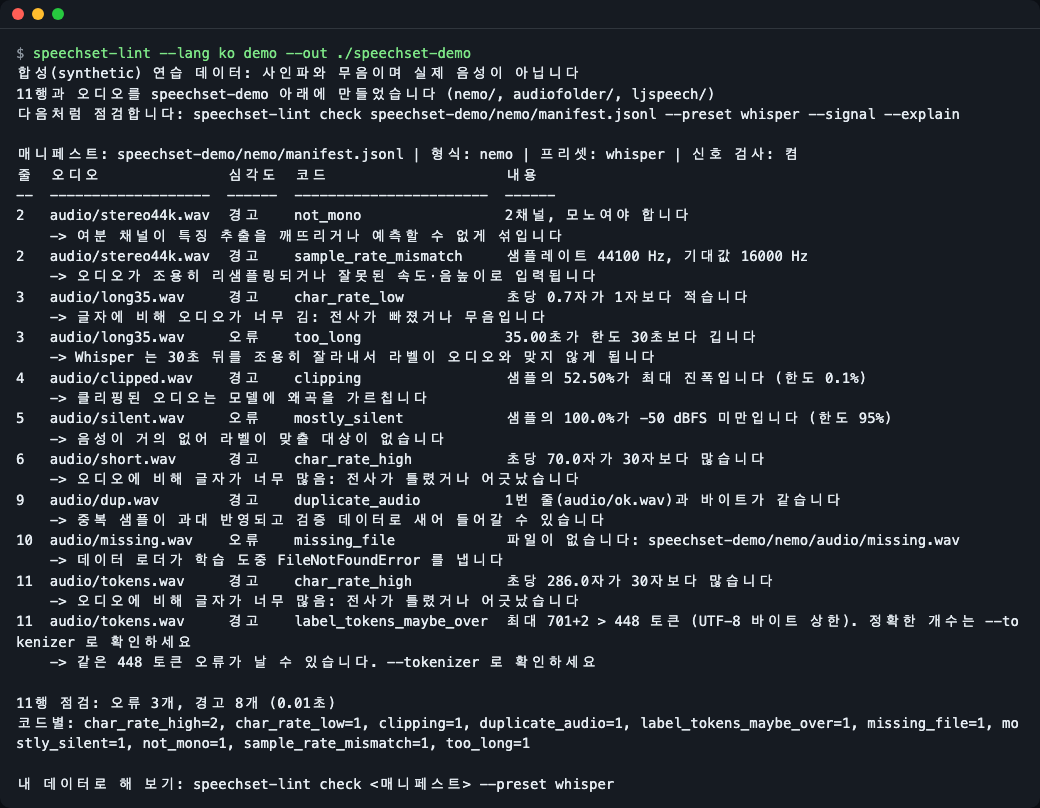 $ speechset-lint --lang ko demo --out ./speechset-demo
합성(synthetic) 연습 데이터: 사인파와 무음이며 실제 음성이 아닙니다
11행과 오디오를 speechset-demo 아래에 만들었습니다 (nemo/, audiofolder/, ljspeech/)
다음처럼 점검합니다: speechset-lint check speechset-demo/nemo/manifest.jsonl --preset whisper --signal --explain
매니페스트: speechset-demo/nemo/manifest.jsonl | 형식: nemo | 프리셋: whisper | 신호 검사: 켬
줄 오디오 심각도 코드 내용
-- ------------------- ------ ----------------------- ------
2 audio/stereo44k.wav 경고 not_mono 2채널, 모노여야 합니다
-> 여분 채널이 특징 추출을 깨뜨리거나 예측할 수 없게 섞입니다
2 audio/stereo44k.wav 경고 sample_rate_mismatch 샘플레이트 44100 Hz, 기대값 16000 Hz
-> 오디오가 조용히 리샘플링되거나 잘못된 속도·음높이로 입력됩니다
3 audio/long35.wav 경고 char_rate_low 초당 0.7자가 1자보다 적습니다
-> 글자에 비해 오디오가 너무 김: 전사가 빠졌거나 무음입니다
3 audio/long35.wav 오류 too_long 35.00초가 한도 30초보다 깁니다
-> Whisper 는 30초 뒤를 조용히 잘라내서 라벨이 오디오와 맞지 않게 됩니다
4 audio/clipped.wav 경고 clipping 샘플의 52.50%가 최대 진폭입니다 (한도 0.1%)
-> 클리핑된 오디오는 모델에 왜곡을 가르칩니다
5 audio/silent.wav 오류 mostly_silent 샘플의 100.0%가 -50 dBFS 미만입니다 (한도 95%)
-> 음성이 거의 없어 라벨이 맞출 대상이 없습니다
6 audio/short.wav 경고 char_rate_high 초당 70.0자가 30자보다 많습니다
-> 오디오에 비해 글자가 너무 많음: 전사가 틀렸거나 어긋났습니다
9 audio/dup.wav 경고 duplicate_audio 1번 줄(audio/ok.wav)과 바이트가 같습니다
-> 중복 샘플이 과대 반영되고 검증 데이터로 새어 들어갈 수 있습니다
10 audio/missing.wav 오류 missing_file 파일이 없습니다: speechset-demo/nemo/audio/missing.wav
-> 데이터 로더가 학습 도중 FileNotFoundError 를 냅니다
11 audio/tokens.wav 경고 char_rate_high 초당 286.0자가 30자보다 많습니다
-> 오디오에 비해 글자가 너무 많음: 전사가 틀렸거나 어긋났습니다
11 audio/tokens.wav 경고 label_tokens_maybe_over 최대 701+2 > 448 토큰 (UTF-8 바이트 상한). 정확한 개수는 --to
kenizer 로 확인하세요
-> 같은 448 토큰 오류가 날 수 있습니다. --tokenizer 로 확인하세요
11행 점검: 오류 3개, 경고 8개 (0.01초)
코드별: char_rate_high=2, char_rate_low=1, clipping=1, duplicate_audio=1, label_tokens_maybe_over=1, missing_file=1, mo
stly_silent=1, not_mono=1, sample_rate_mismatch=1, too_long=1
내 데이터로 해 보기: speechset-lint check <매니페스트> --preset whisper